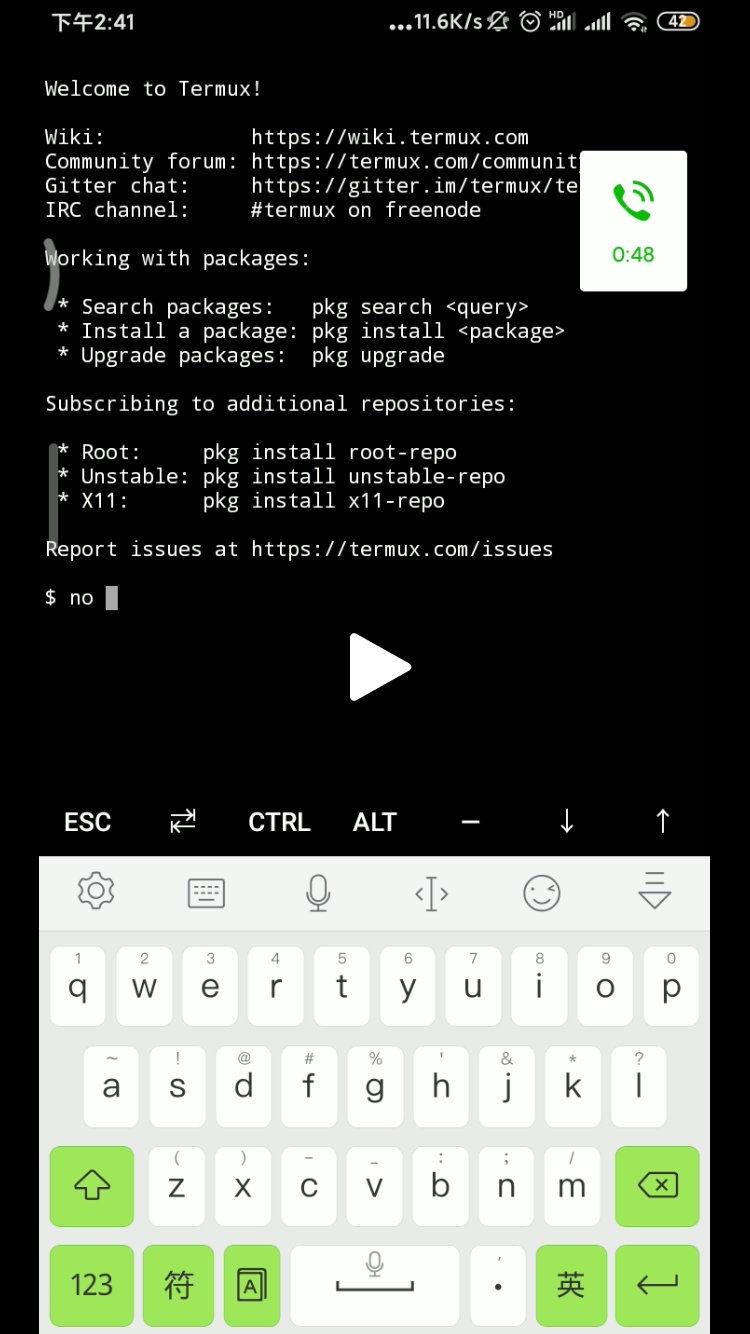 下午2:41
...11.6K/s HD 42
Welcome to Termux!
Wiki: https://wiki.termux.com
Community forum: https://termux.com/community
Gitter chat: https://gitter.im/termux/te
IRC channel: #termux on freenode
0:48
Working with packages:
* Search packages: pkg search <query>
* Install a package: pkg install <package>
* Upgrade packages: pkg upgrade
Subscribing to additional repositories:
* Root: pkg install root-repo
* Unstable: pkg install unstable-repo
* X11: pkg install x11-repo
Report issues at https://termux.com/issues
$ no
ESC CTRL ALT — ↓ ↑
1 2 3 4 5 6 7 8 9 0
q w e r t y u i o p
~ ! @ # % ' & * ?
a s d f g h j k l
( ) - _ : ; /
z x c v b n m
123 符 A , . 英